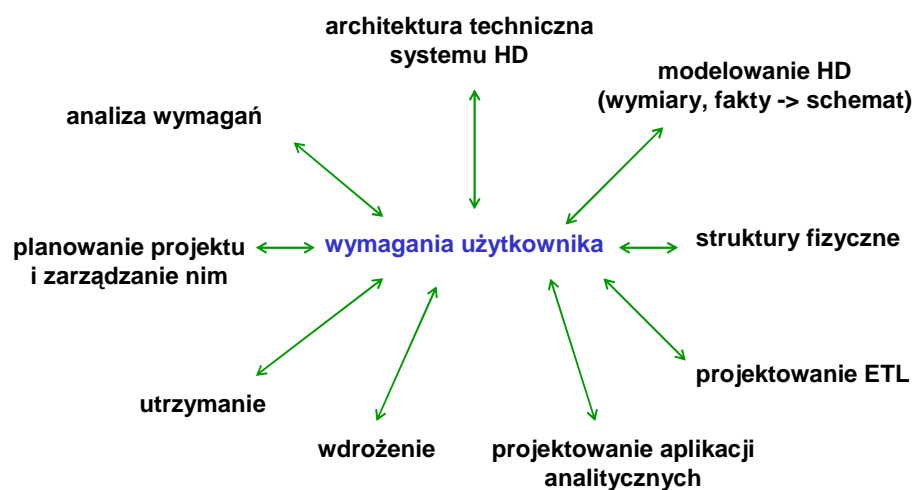 architektura techniczna
systemu HD
modelowanie HD
(wymiary, fakty -> schemat)
analiza wymagań
planowanie projektu
i zarządzanie nim
wymagania użytkownika
struktury fizyczne
utrzymanie
projektowanie ETL
wdrożenie
projektowanie aplikacji
analitycznych